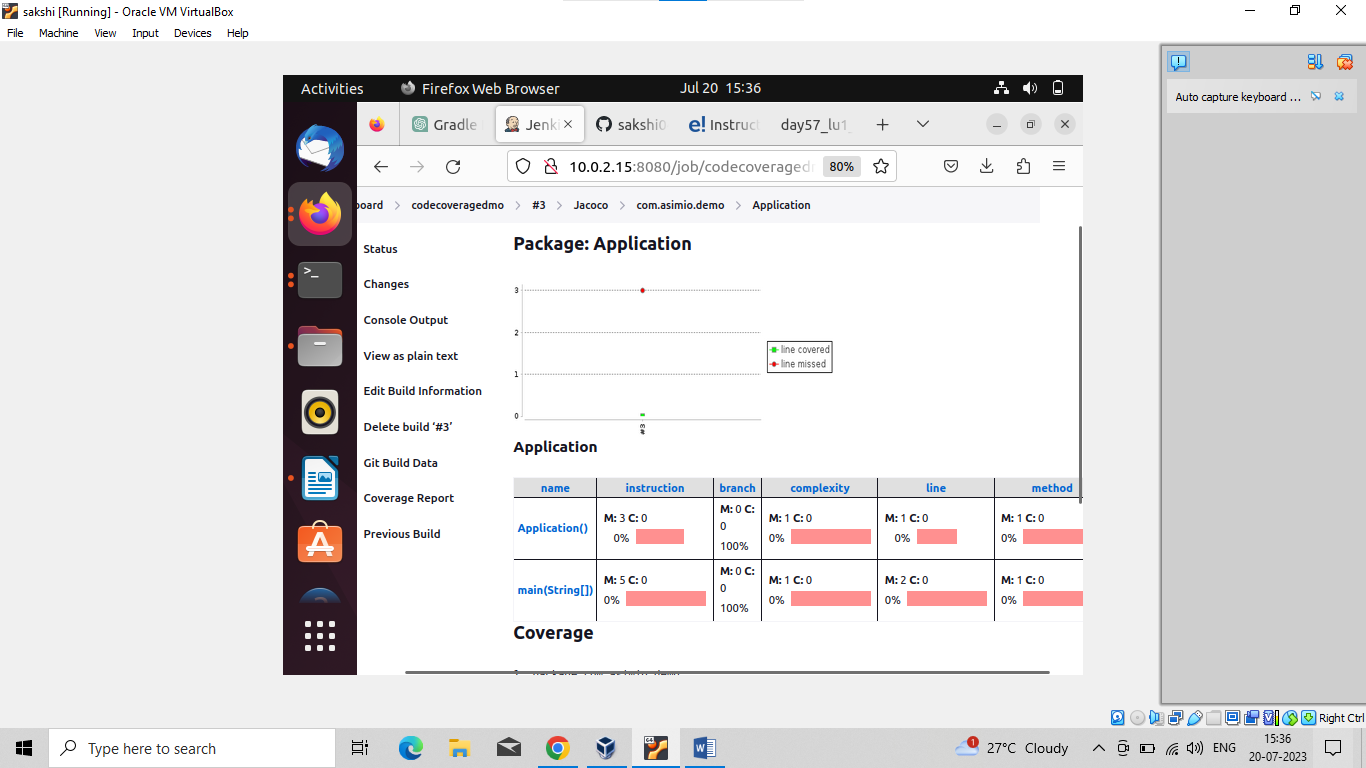 sakshi [Running] - Oracle VM VirtualBox
File Machine View Input Devices Help
Auto capture keyboard ...
Activities Firefox Web Browser Jul 20 15:36
Gradle Jenki sakshi0 e! Instruct day57_lu1_
10.0.2.15:8080/job/codecoveragedm 80%
board codecoveragedmo #3 Jacoco com.asimio.demo Application
Status
Changes
Console Output
View as plain text
Edit Build Information
Delete build ‘#3’
Git Build Data
Coverage Report
Previous Build
Package: Application
3
2
1
0
#3
line covered
line missed
Application
name instruction branch complexity line method
Application() M: 3 C: 0 0% M: 0 C: 0 100% M: 1 C: 0 0% M: 1 C: 0 0% M: 1 C: 0 0%
main(String[]) M: 5 C: 0 0% M: 0 C: 0 100% M: 1 C: 0 0% M: 2 C: 0 0% M: 1 C: 0 0%
Coverage
Right Ctrl
Type here to search
1 27°C Cloudy ENG 15:36
20-07-2023